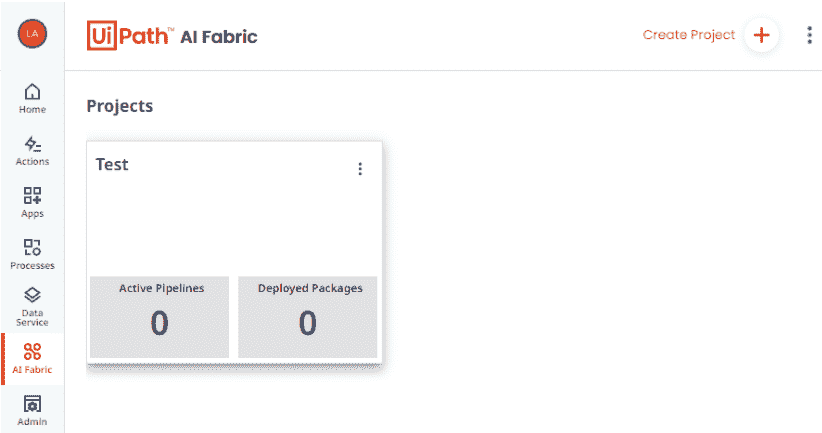 LA
UiPath™ AI Fabric
Create Project
Home
Actions
Apps
Processes
Data
Service
AI Fabric
Admin
Projects
Test
Active Pipelines
0
Deployed Packages
0